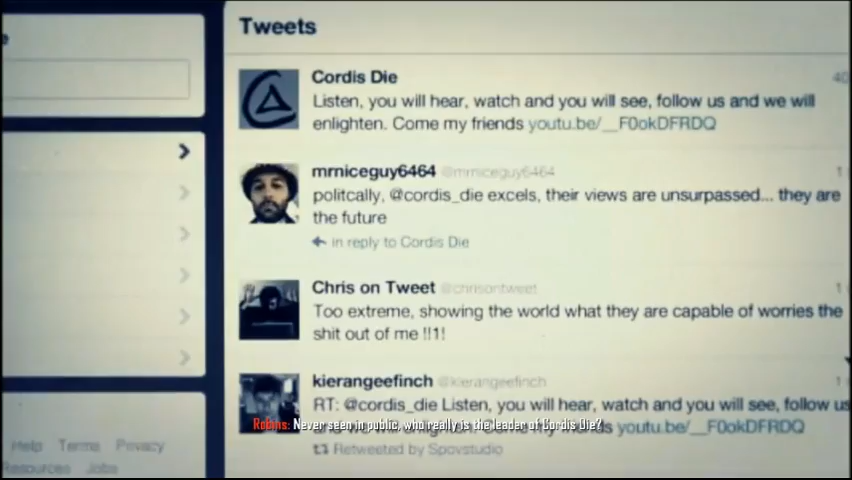 e
Tweets
Cordis Die
Listen, you will hear, watch and you will see, follow us and we will
enlighten. Come my friends youtu.be/__F0okDFRDQ
mrniceguy6464 @mrniceguy6464
politcally, @cordis_die excels, their views are unsurpassed... they are
the future
in reply to Cordis Die
Chris on Tweet @chrisontweet
Too extreme, showing the world what they are capable of worries the
shit out of me !!1!
kierangeefinch @kierangeefinch
RT: @cordis_die Listen, you will hear, watch and you will see, follow us
my friends youtu.be/__F0okDFRDQ
Robins: Never seen in public, who really is the leader of Cordis Die?
Retweeted by Spovstudio
Help Terms Privacy
Resources Jobs